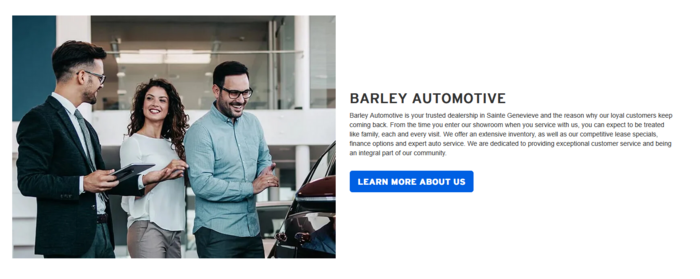 BARLEY AUTOMOTIVE
Barley Automotive is your trusted dealership in Sainte Genevieve and the reason why our loyal customers keep
coming back. From the time you enter our showroom when you service with us, you can expect to be treated
like family, each and every visit. We offer an extensive inventory, as well as our competitive lease specials,
finance options and expert auto service. We are dedicated to providing exceptional customer service and being
an integral part of our community.
LEARN MORE ABOUT US